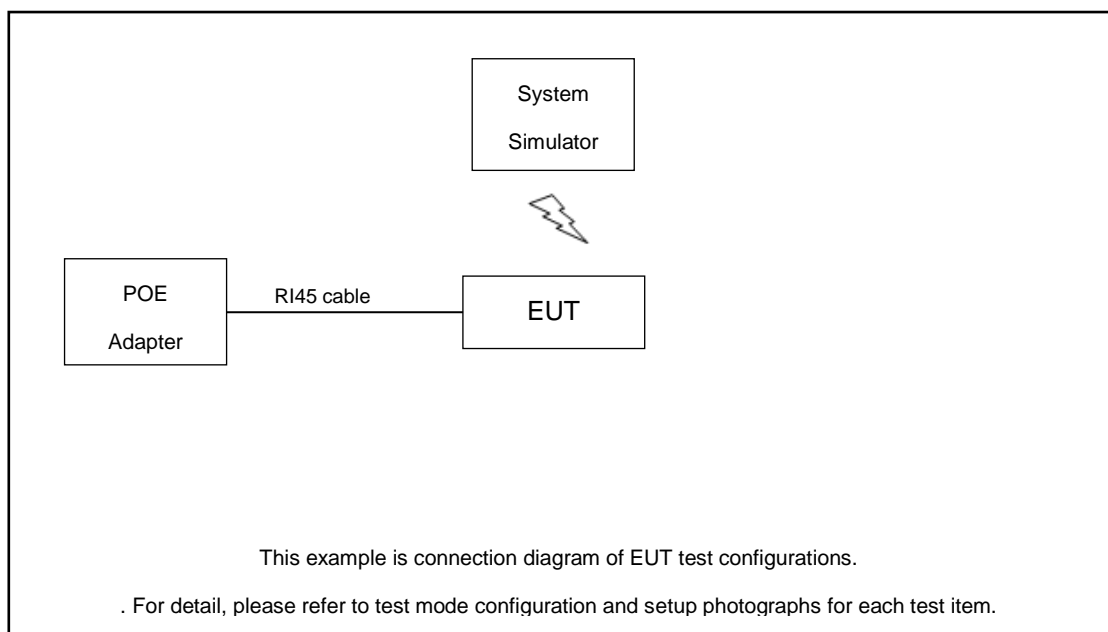 System
Simulator
POE
Adapter
RI45 cable
EUT
This example is connection diagram of EUT test configurations.
. For detail, please refer to test mode configuration and setup photographs for each test item.